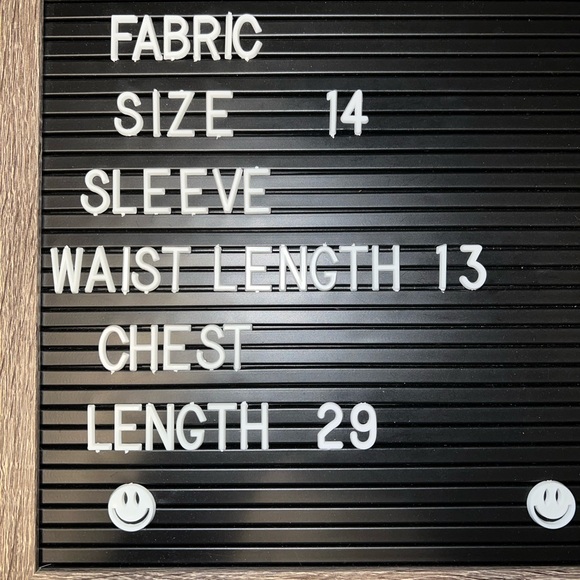 FABRIC
SIZE 14
SLEEVE
WAIST LENGTH 13
CHEST
LENGTH 29